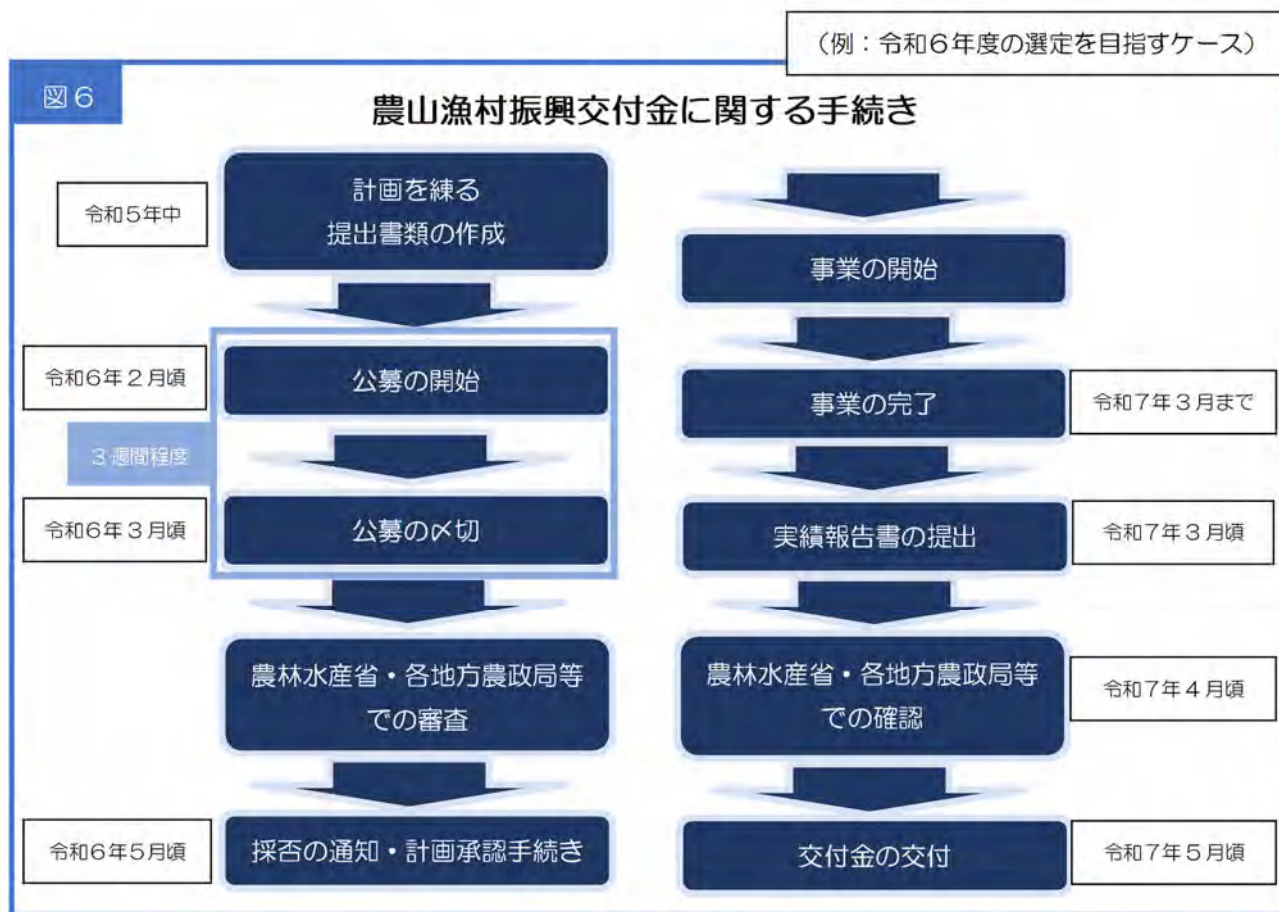 (例：令和6年度の選定を目指すケース)
図6
農山漁村振興交付金に関する手続き
令和5年中
計画を練る
提出書類の作成
令和6年2月頃
公募の開始
3週間程度
令和6年3月頃
公募の〆切
農林水産省・各地方農政局等
での審査
令和6年5月頃
採否の通知・計画承認手続き
事業の開始
事業の完了
令和7年3月まで
実績報告書の提出
令和7年3月頃
農林水産省・各地方農政局等
での確認
令和7年4月頃
交付金の交付
令和7年5月頃